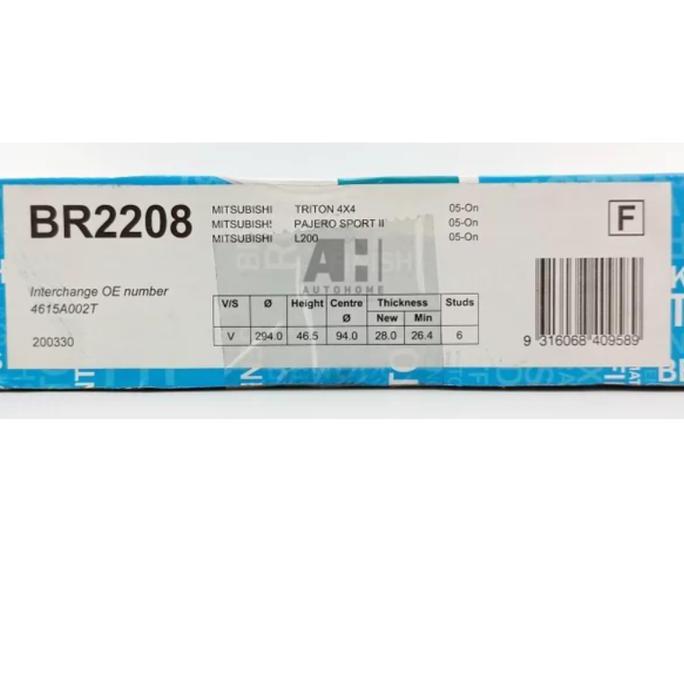 BR2208
MITSUBISHI TRITON 4X4 05-On
MITSUBISHI PAJERO SPORT II 05-On
MITSUBISHI L200 05-On
F
AH
AUTOHOME
Interchange OE number
4615A002T
200330
V/S Ø Height Centre Ø Thickness Studs
New Min
V 294.0 46.5 94.0 28.0 26.4 6
9 316068 409589